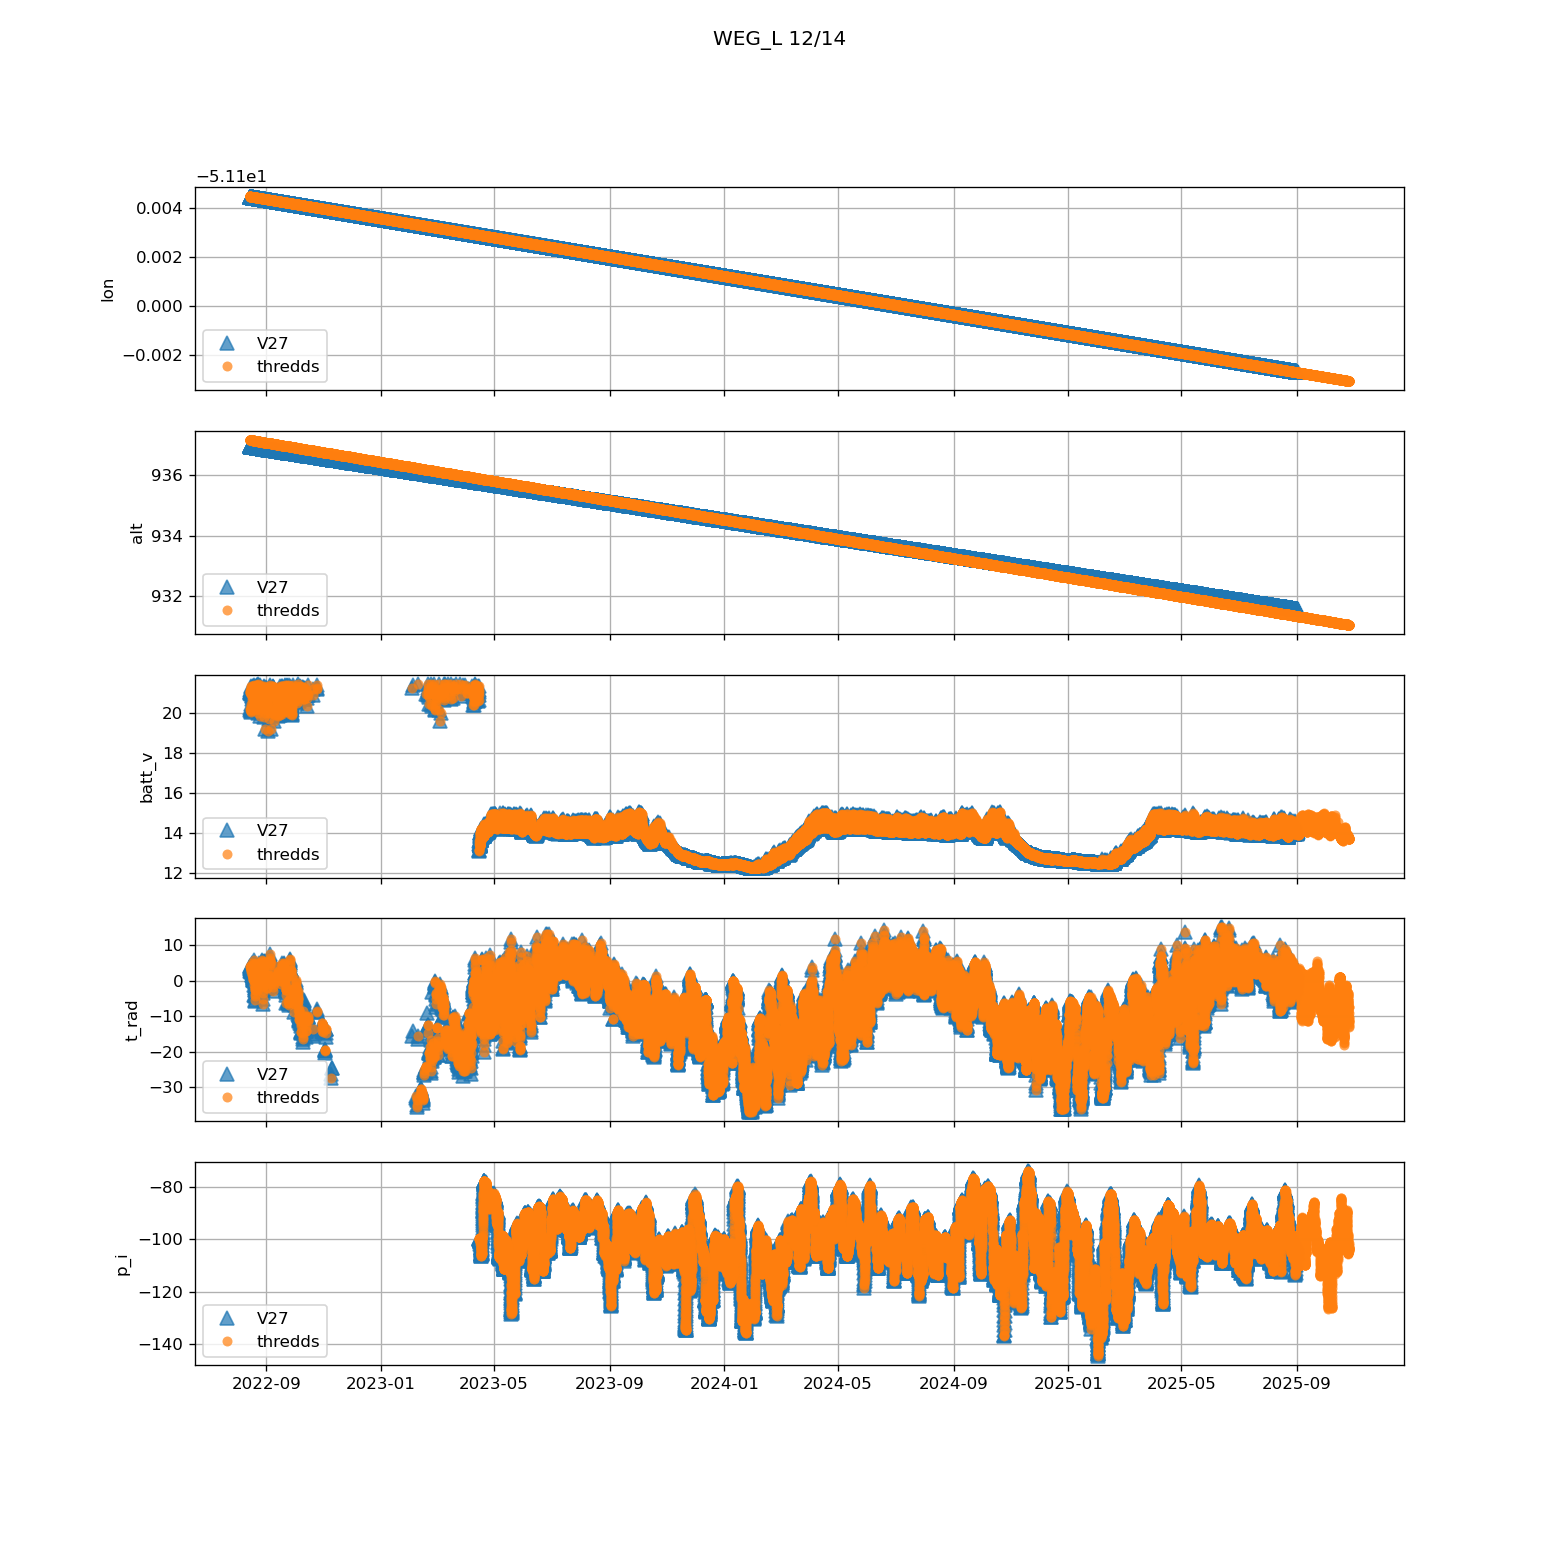 WEG_L 12/14
−5.11e1
0.004
0.002
0.000
−0.002
lon
V27
thredds
936
934
932
alt
V27
thredds
20
18
16
14
12
batt_v
V27
thredds
10
0
−10
−20
−30
t_rad
V27
thredds
−80
−100
−120
−140
p_i
V27
thredds
2022-09 2023-01 2023-05 2023-09 2024-01 2024-05 2024-09 2025-01 2025-05 2025-09